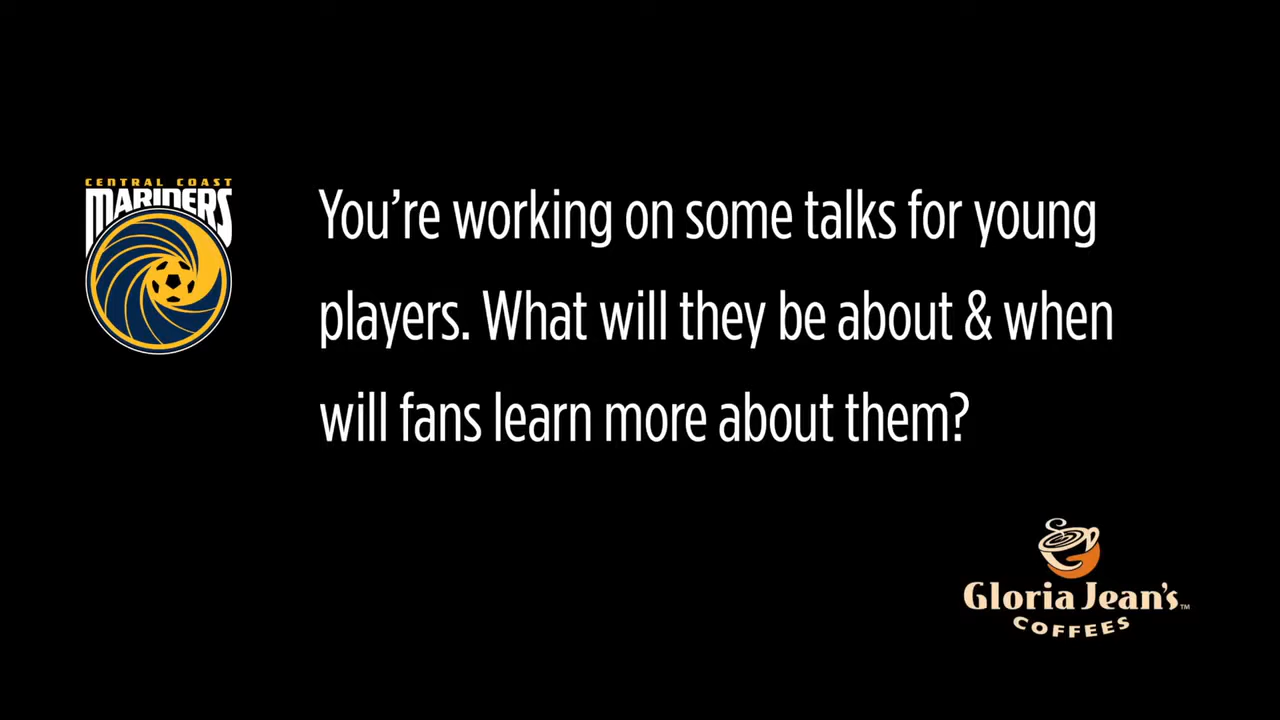 CENTRAL COAST
MARINERS
You're working on some talks for young
players. What will they be about & when
will fans learn more about them?
Gloria Jean's™
COFFEES